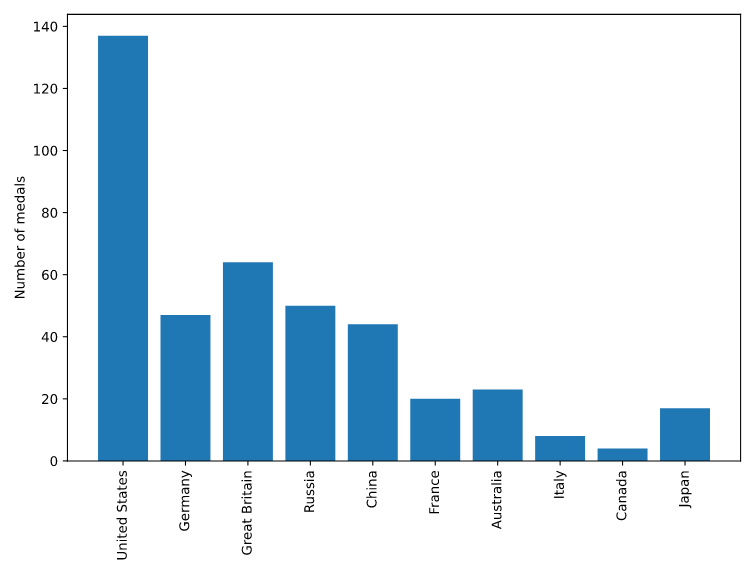 140
120
100
80
60
40
20
0
Number of medals
United States
Germany
Great Britain
Russia
China
France
Australia
Italy
Canada
Japan